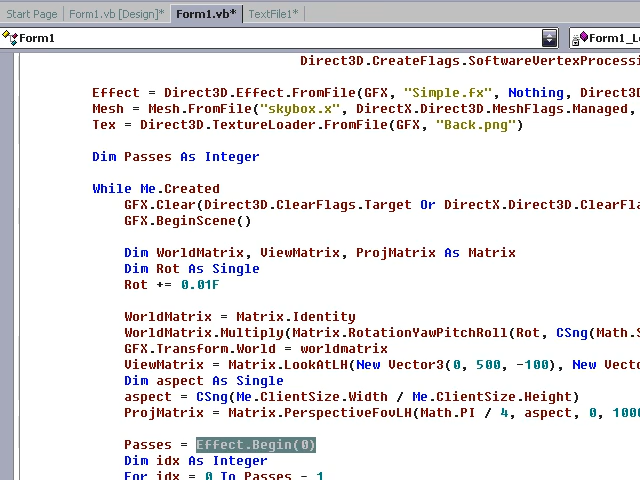 Start Page Form1.vb [Design]* Form1.vb* TextFile1*
Form1 Form1_L
Direct3D.CreateFlags.SoftwareVertexProcessi
Effect = Direct3D.Effect.FromFile(GFX, "Simple.fx", Nothing, Direct3D
Mesh = Mesh.FromFile("skybox.x", DirectX.Direct3D.MeshFlags.Managed,
Tex = Direct3D.TextureLoader.FromFile(GFX, "Back.png")
Dim Passes As Integer
While Me.Created
GFX.Clear(Direct3D.ClearFlags.Target Or DirectX.Direct3D.ClearFla
GFX.BeginScene()
Dim WorldMatrix, ViewMatrix, ProjMatrix As Matrix
Dim Rot As Single
Rot += 0.01F
WorldMatrix = Matrix.Identity
WorldMatrix.Multiply(Matrix.RotationYawPitchRoll(Rot, CSng(Math.S
GFX.Transform.World = worldmatrix
ViewMatrix = Matrix.LookAtLH(New Vector3(0, 500, -100), New Vecto
Dim aspect As Single
aspect = CSng(Me.ClientSize.Width / Me.ClientSize.Height)
ProjMatrix = Matrix.PerspectiveFovLH(Math.PI / 4, aspect, 0, 1000
Passes = Effect.Begin(0)
Dim idx As Integer
For idx = 0 To Passes - 1